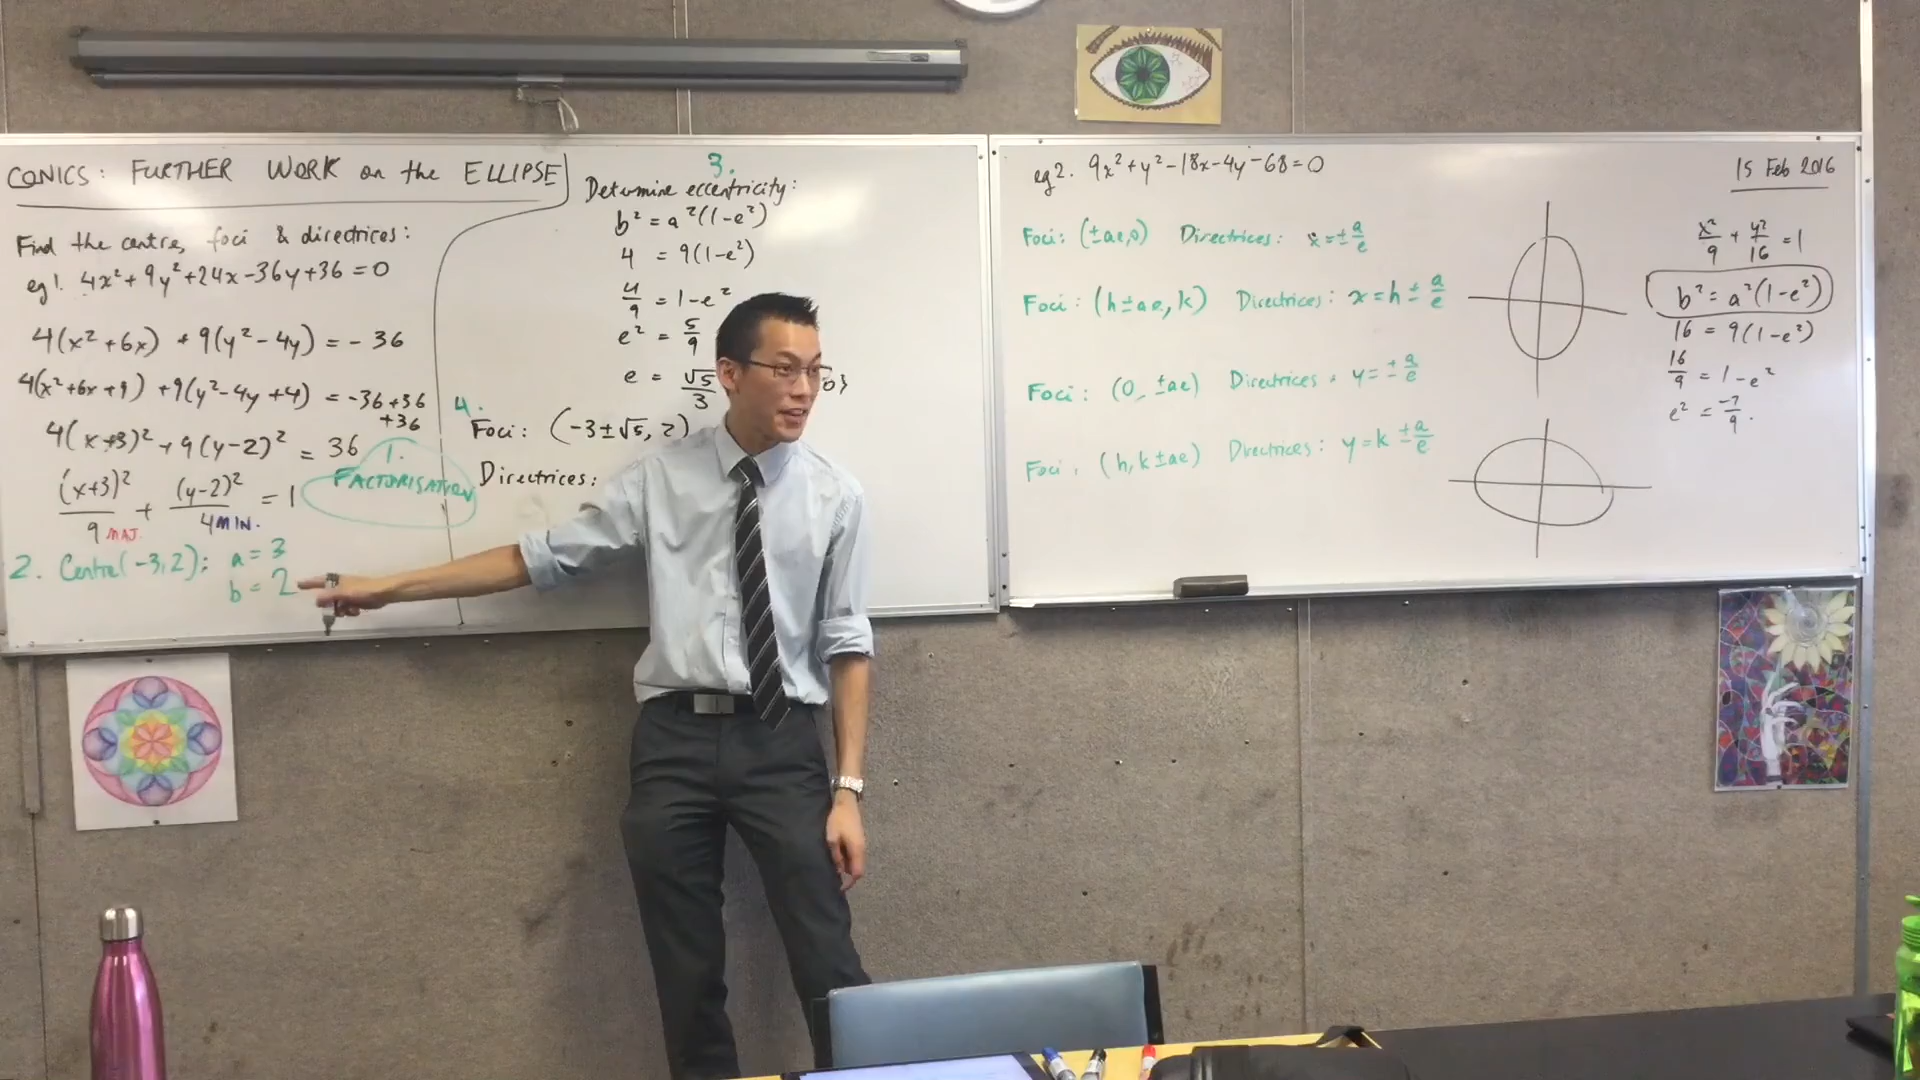 CONICS: FURTHER WORK on the ELLIPSE
Find the centre, foci & directrices:
eg 1. 4x² + 9y² + 24x - 36y + 36 = 0
4(x² + 6x) + 9(y² - 4y) = - 36
4(x² + 6x + 9) + 9(y² - 4y + 4) = -36 + 36
+36
4(x+3)² + 9(y-2)² = 36
(x+3)²/9 + (y-2)²/4 = 1
MAJ.
MIN.
1.
FACTORISATION
2. Centre (-3, 2); a = 3
b = 2
3.
Determine eccentricity:
b² = a²(1-e²)
4 = 9(1-e²)
4/9 = 1-e²
e² = 5/9
e = √5/3
4.
Foci: (-3±√5, 2)
Directrices:
eg 2. 9x² + y² - 18x - 4y - 68 = 0
15 Feb 2016
Foci: (±ae, 0) Directrices: x = ± a/e
Foci: (h ± ae, k) Directrices: x = h ± a/e
Foci: (0, ±ae) Directrices: y = ± a/e
Foci: (h, k ± ae) Directrices: y = k ± a/e
x²/9 + y²/16 = 1
b² = a²(1-e²)
16 = 9(1-e²)
16/9 = 1-e²
e² = -7/9.